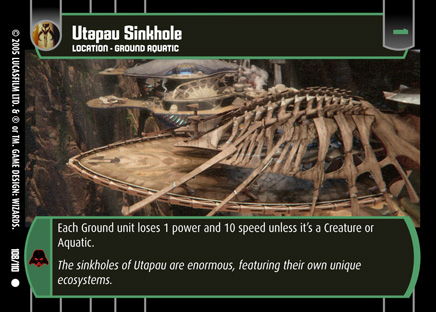 Utapau Sinkhole
LOCATION - GROUND AQUATIC
Each Ground unit loses 1 power and 10 speed unless it's a Creature or
Aquatic.
The sinkholes of Utapau are enormous, featuring their own unique
ecosystems.
© 2005 LUCASFILM LTD. & ® or TM. GAME DESIGN: WIZARDS.
108/110